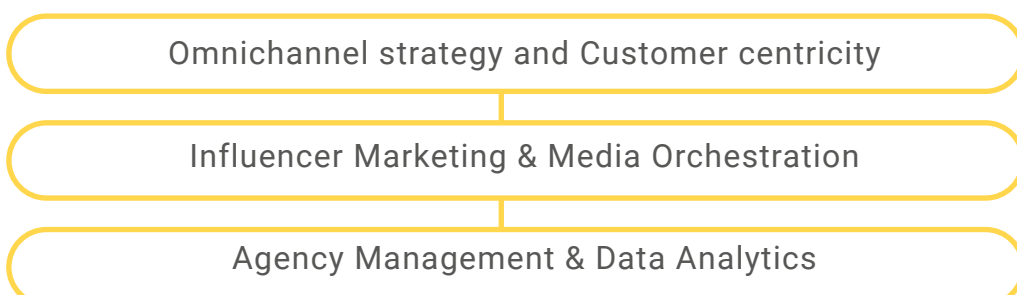 Omnichannel strategy and Customer centricity
Influencer Marketing & Media Orchestration
Agency Management & Data Analytics